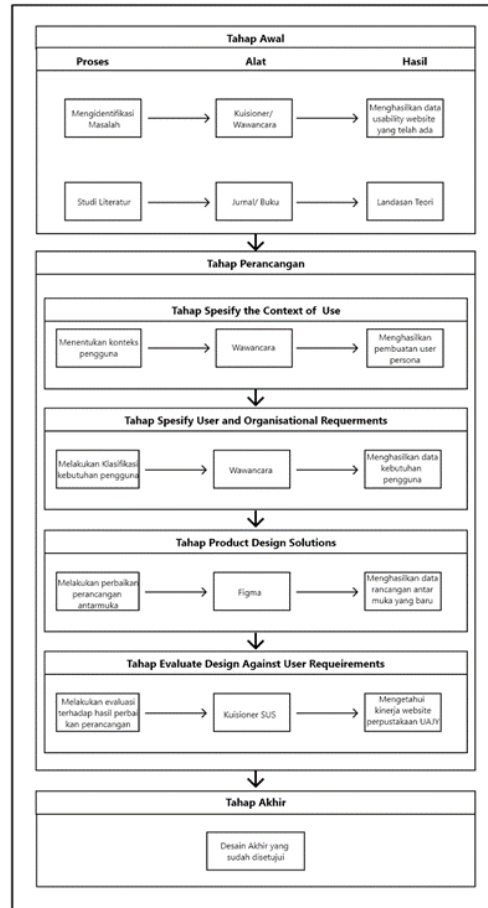 Tahap Awal
Proses Alat Hasil
Mengidentifikasi
Masalah
Kuisioner/
Wawancara
Menghasilkan data
usability website
yang telah ada
Studi Literatur
Jurnal/ Buku
Landasan Teori
Tahap Perancangan
Tahap Spesify the Context of Use
Menentukan konteks
pengguna
Wawancara
Menghasilkan
pembuatan user
persona
Tahap Spesify User and Organisational Requerments
Melakukan Klasifikasi
kebutuhan pengguna
Wawancara
Menghasilkan data
kebutuhan
pengguna
Tahap Product Design Solutions
Melakukan perbaikan
perancangan
antarmuka
Figma
Menghasilkan data
rancangan antar
muka yang baru
Tahap Evaluate Design Against User Requeirements
Melakukan evaluasi
terhadap hasil perbai
kan perancangan
Kuisioner SUS
Mengetahui
kinerja website
perpustakaan UAJY
Tahap Akhir
Desain Akhir yang
sudah disetujui